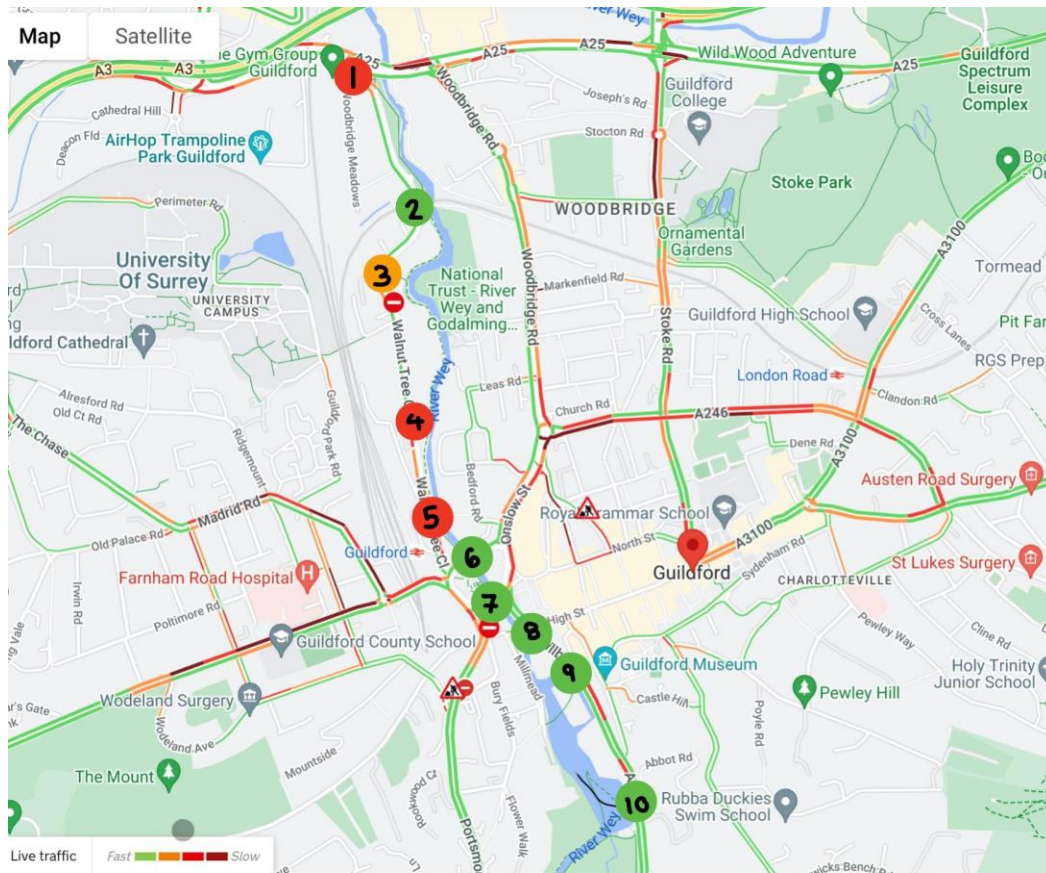 Map
Satellite
The Gym Group
Guildford
A3
A3
A25
A25
A25
A25
River Wey
Wild Wood Adventure
Guildford
Spectrum
Leisure
Complex
1
Cathedral Hill
Deacon Fld
Woodbridge Meadows
Woodbridge Rd
Joseph's Rd
Guildford
College
Stocton Rd
AirHop Trampoline
Park Guildford
Stoke Park
A3100
Perimeter Rd
2
WOODBRIDGE
Ornamental
Gardens
University
Of Surrey
UNIVERSITY
CAMPUS
3
National
Trust - River
Wey and
Godalming...
Woodbridge Rd
Markenfield Rd
Tormead
Guildford High School
Cross Lanes
Pit Far
RGS Prep
ldford Cathedral
Walnut Tree C
River Wey
Stoke Rd
London Road
Leas Rd
Clandon Rd
Alresford Rd
Old Ct Rd
The Chase
Ridgemount
Guildford Park Rd
4
Church Rd
A246
Dene Rd
A3100
Bedford Rd
Onslow St
Austen Road Surgery
Madrid Rd
5
Royal Grammar School
Old Palace Rd
Guildford
6
North St
A3100
Guildford
Sydenham Rd
St Lukes Surgery
Farnham Road Hospital
CHARLOTTEVILLE
Irwin Rd
Poltimore Rd
7
High St
Guildford County School
8
Pewley Way
Cline Rd
Guildford Museum
Holy Trinity
Junior School
Millmead
9
Bury Fields
Castle Hill
Pewley Hill
Wodeland Surgery
Wodeland Ave
Poyle Rd
Mountside
Abbot Rd
The Mount
Rookwood Ct
Flower Walk
10
Rubba Duckies
Swim School
River Wey
Portsmo
Live traffic
Fast
Slow